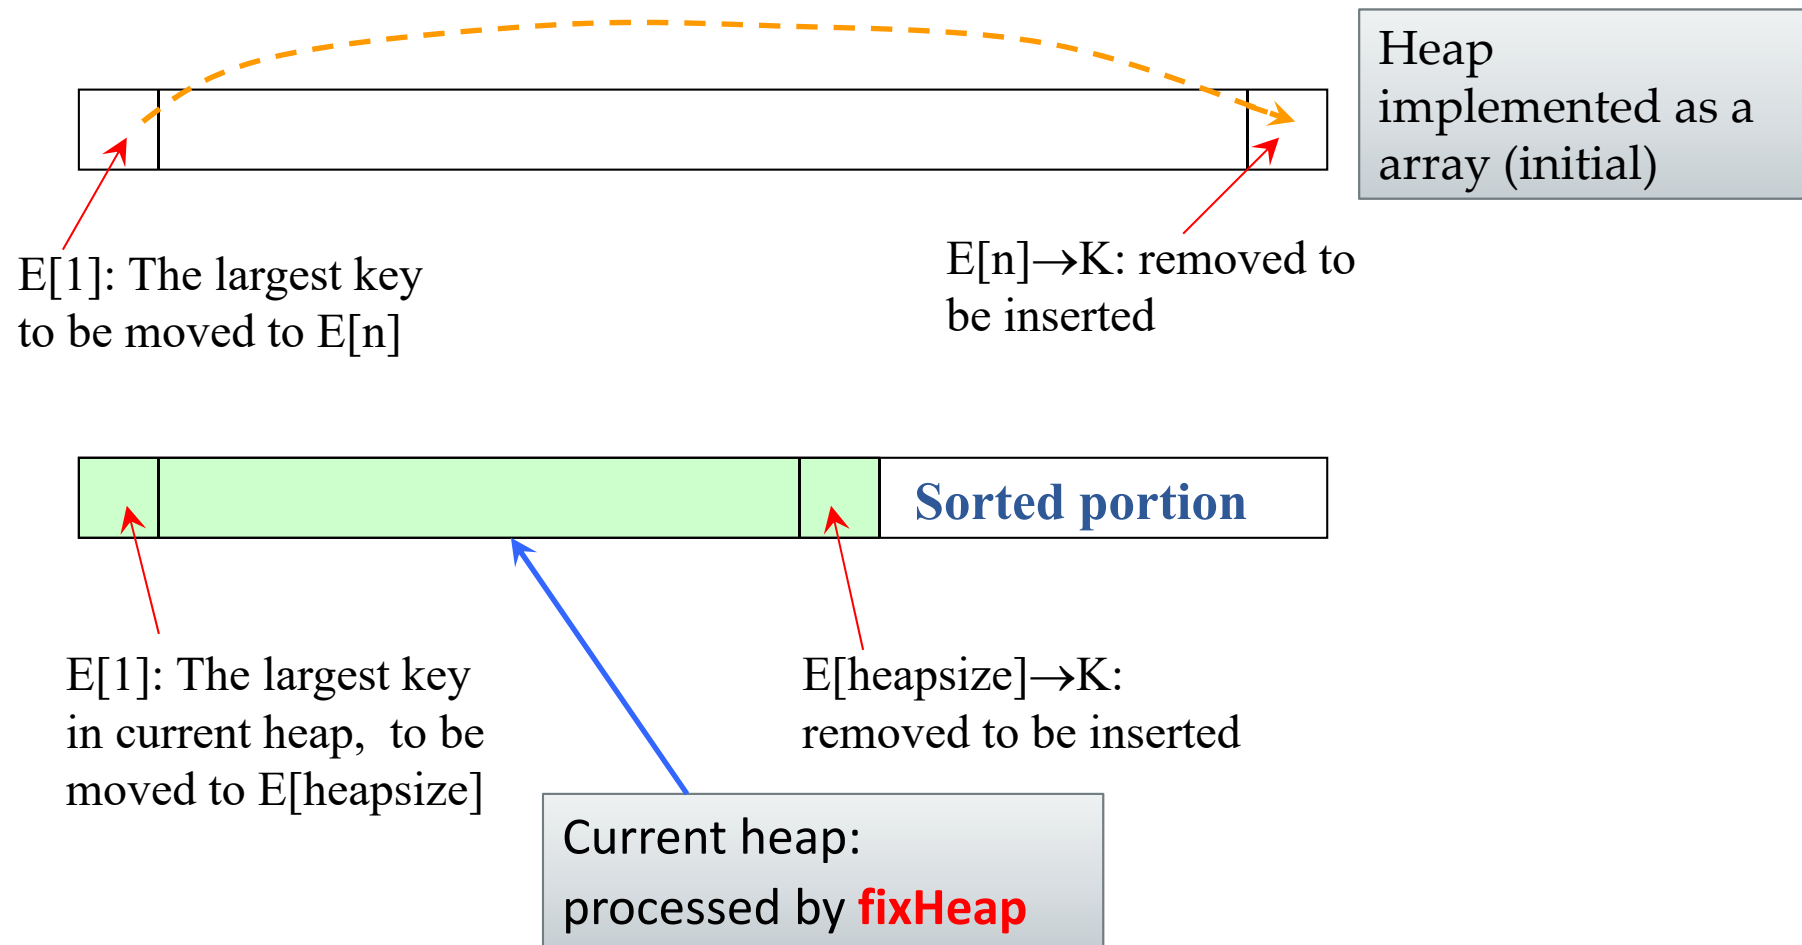 Heap
implemented as a
array (initial)
E[1]: The largest key
to be moved to E[n]
E[n]→K: removed to
be inserted
Sorted portion
E[1]: The largest key
in current heap, to be
moved to E[heapsize]
E[heapsize]→K:
removed to be inserted
Current heap:
processed by fixHeap